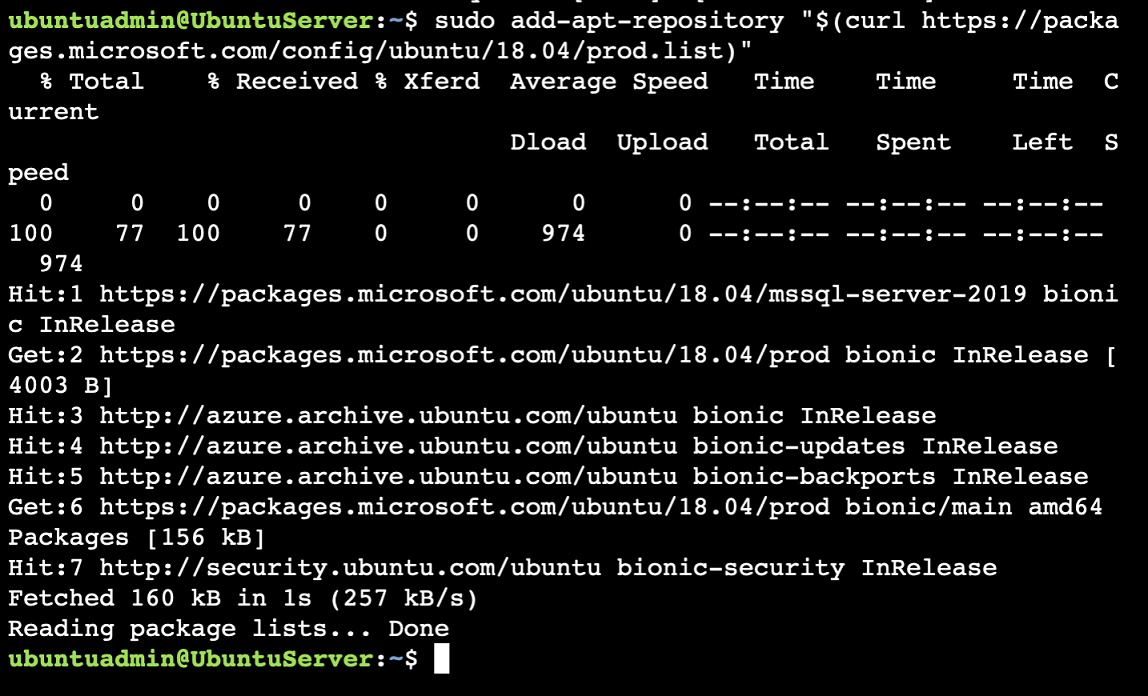 ubuntuadmin@UbuntuServer:~$ sudo add-apt-repository "$(curl https://packa
ges.microsoft.com/config/ubuntu/18.04/prod.list)"
  % Total    % Received % Xferd  Average Speed   Time    Time     Time  C
urrent
                                 Dload  Upload   Total   Spent    Left  S
peed
  0     0    0     0    0     0      0      0 --:--:-- --:--:-- --:--:--
100    77  100    77    0     0    974      0 --:--:-- --:--:-- --:--:--
  974
Hit:1 https://packages.microsoft.com/ubuntu/18.04/mssql-server-2019 bioni
c InRelease
Get:2 https://packages.microsoft.com/ubuntu/18.04/prod bionic InRelease [
4003 B]
Hit:3 http://azure.archive.ubuntu.com/ubuntu bionic InRelease
Hit:4 http://azure.archive.ubuntu.com/ubuntu bionic-updates InRelease
Hit:5 http://azure.archive.ubuntu.com/ubuntu bionic-backports InRelease
Get:6 https://packages.microsoft.com/ubuntu/18.04/prod bionic/main amd64
Packages [156 kB]
Hit:7 http://security.ubuntu.com/ubuntu bionic-security InRelease
Fetched 160 kB in 1s (257 kB/s)
Reading package lists... Done
ubuntuadmin@UbuntuServer:~$